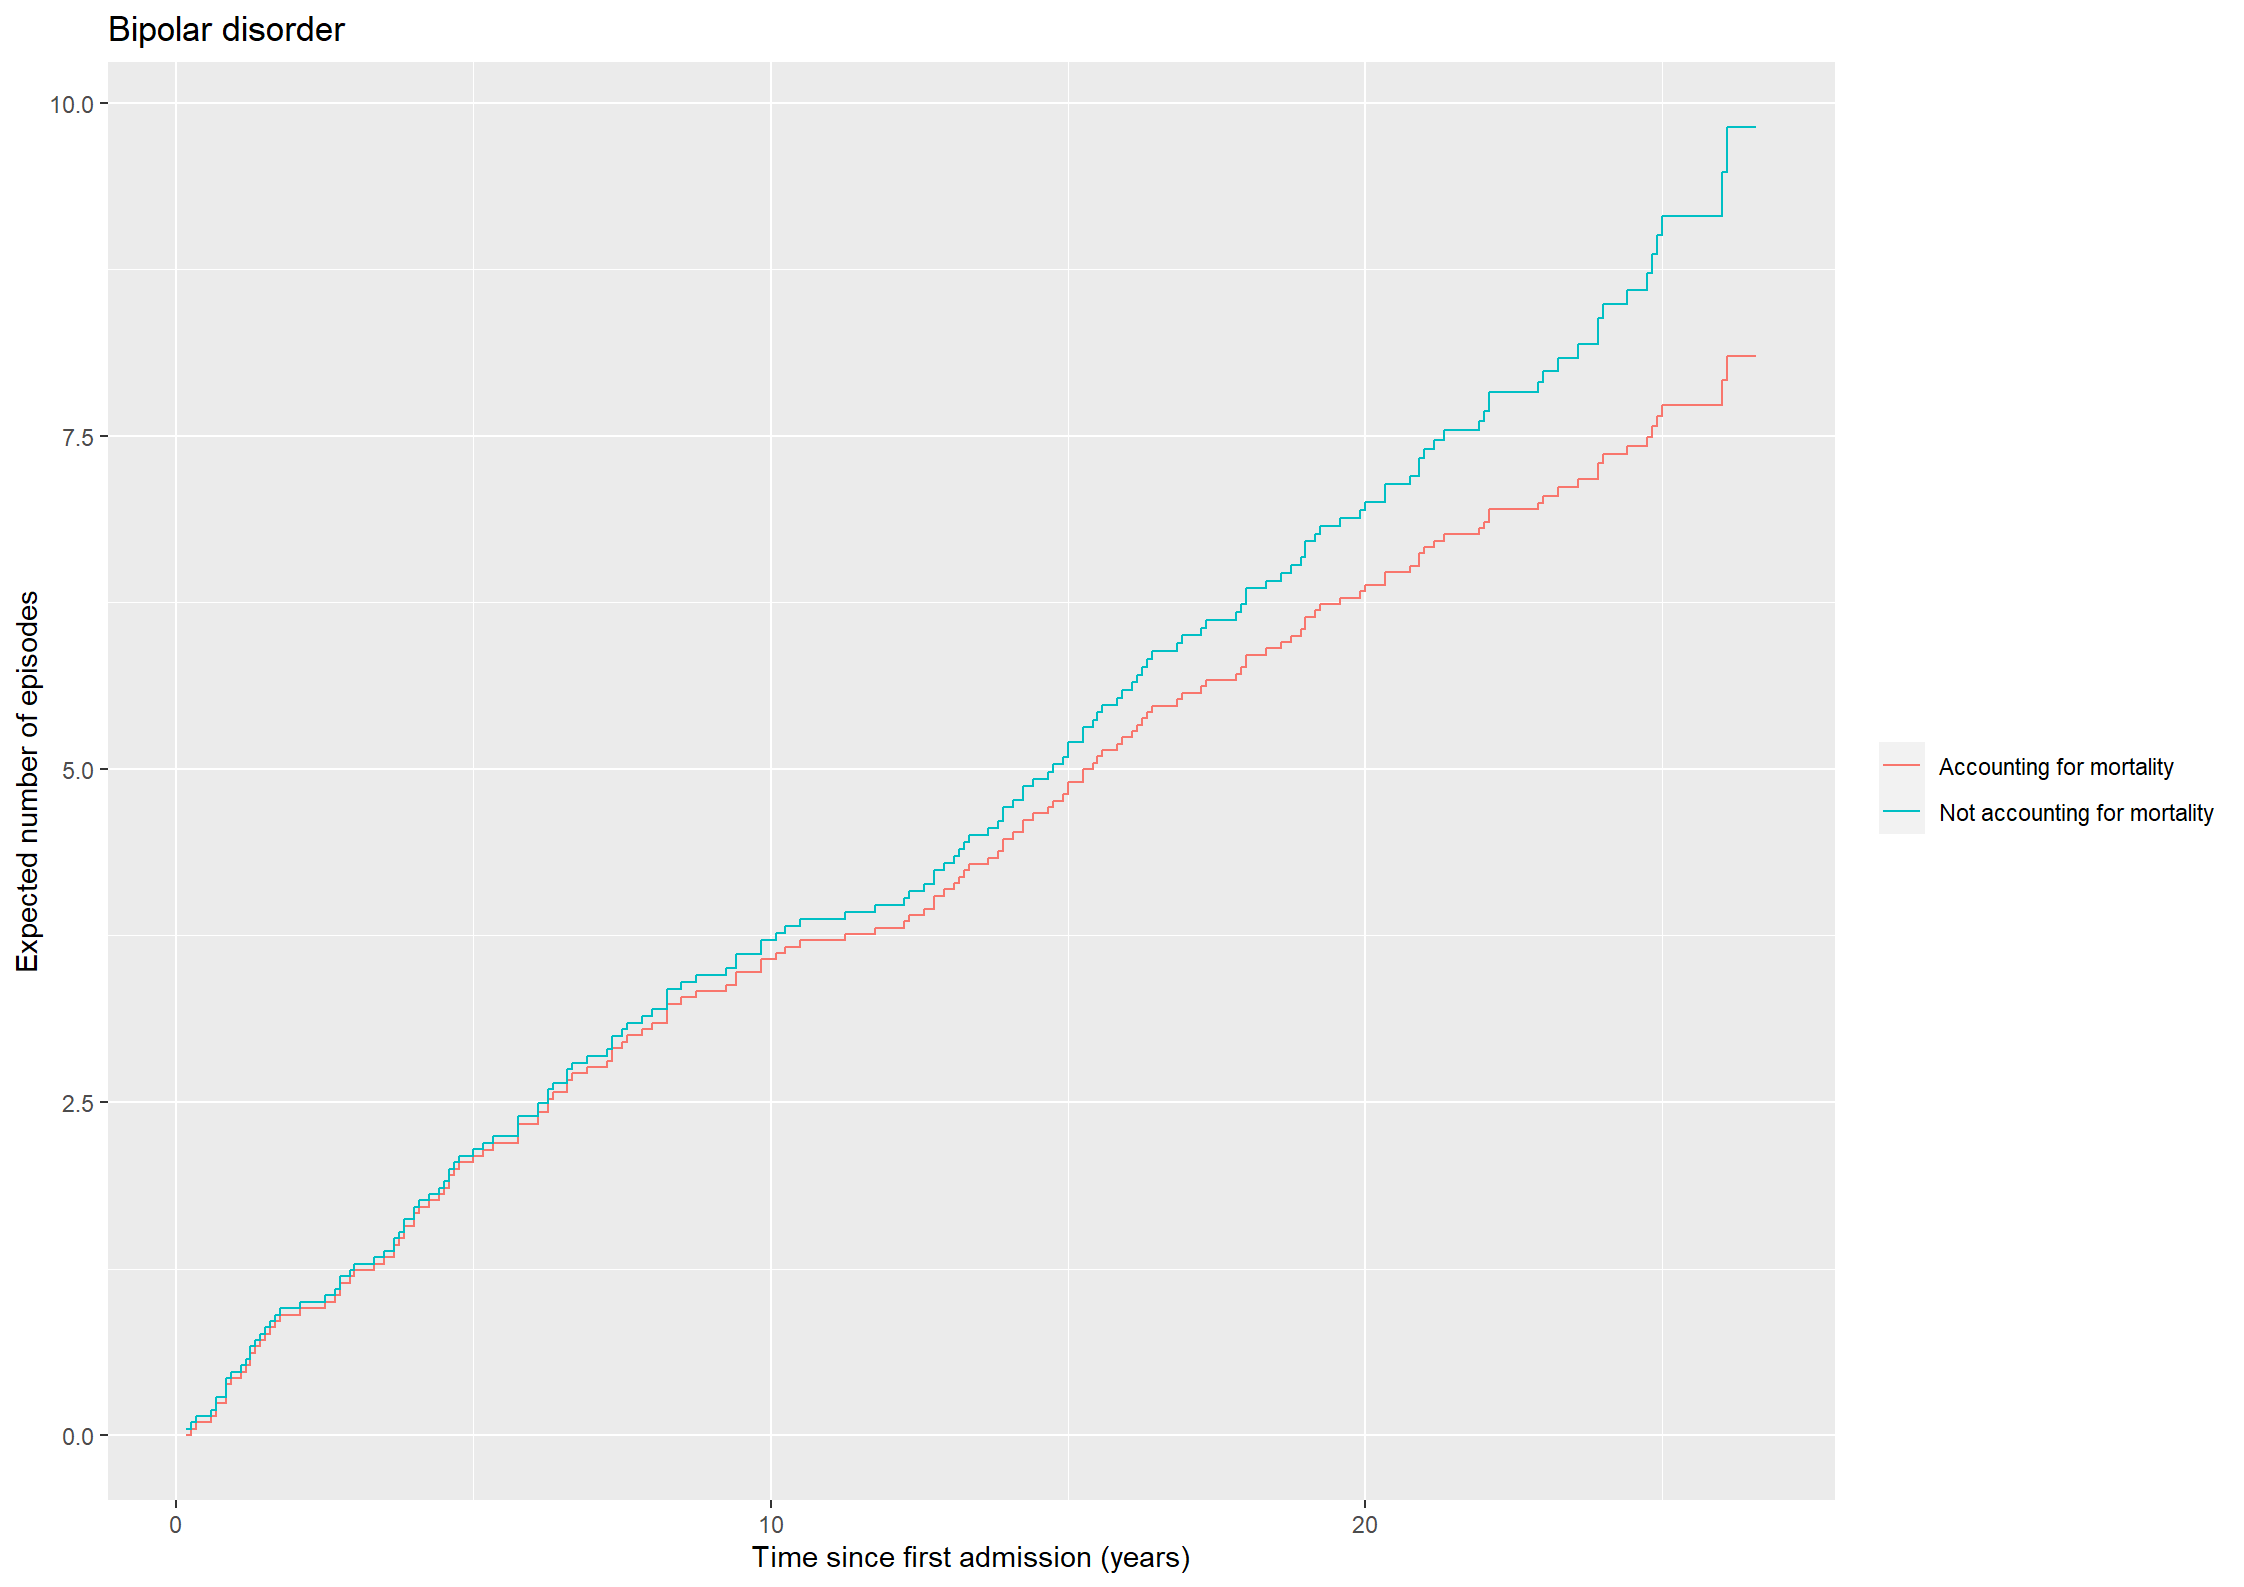 Bipolar disorder
10.0
7.5
5.0
2.5
0.0
Expected number of episodes
0
10
20
Time since first admission (years)
Accounting for mortality
Not accounting for mortality